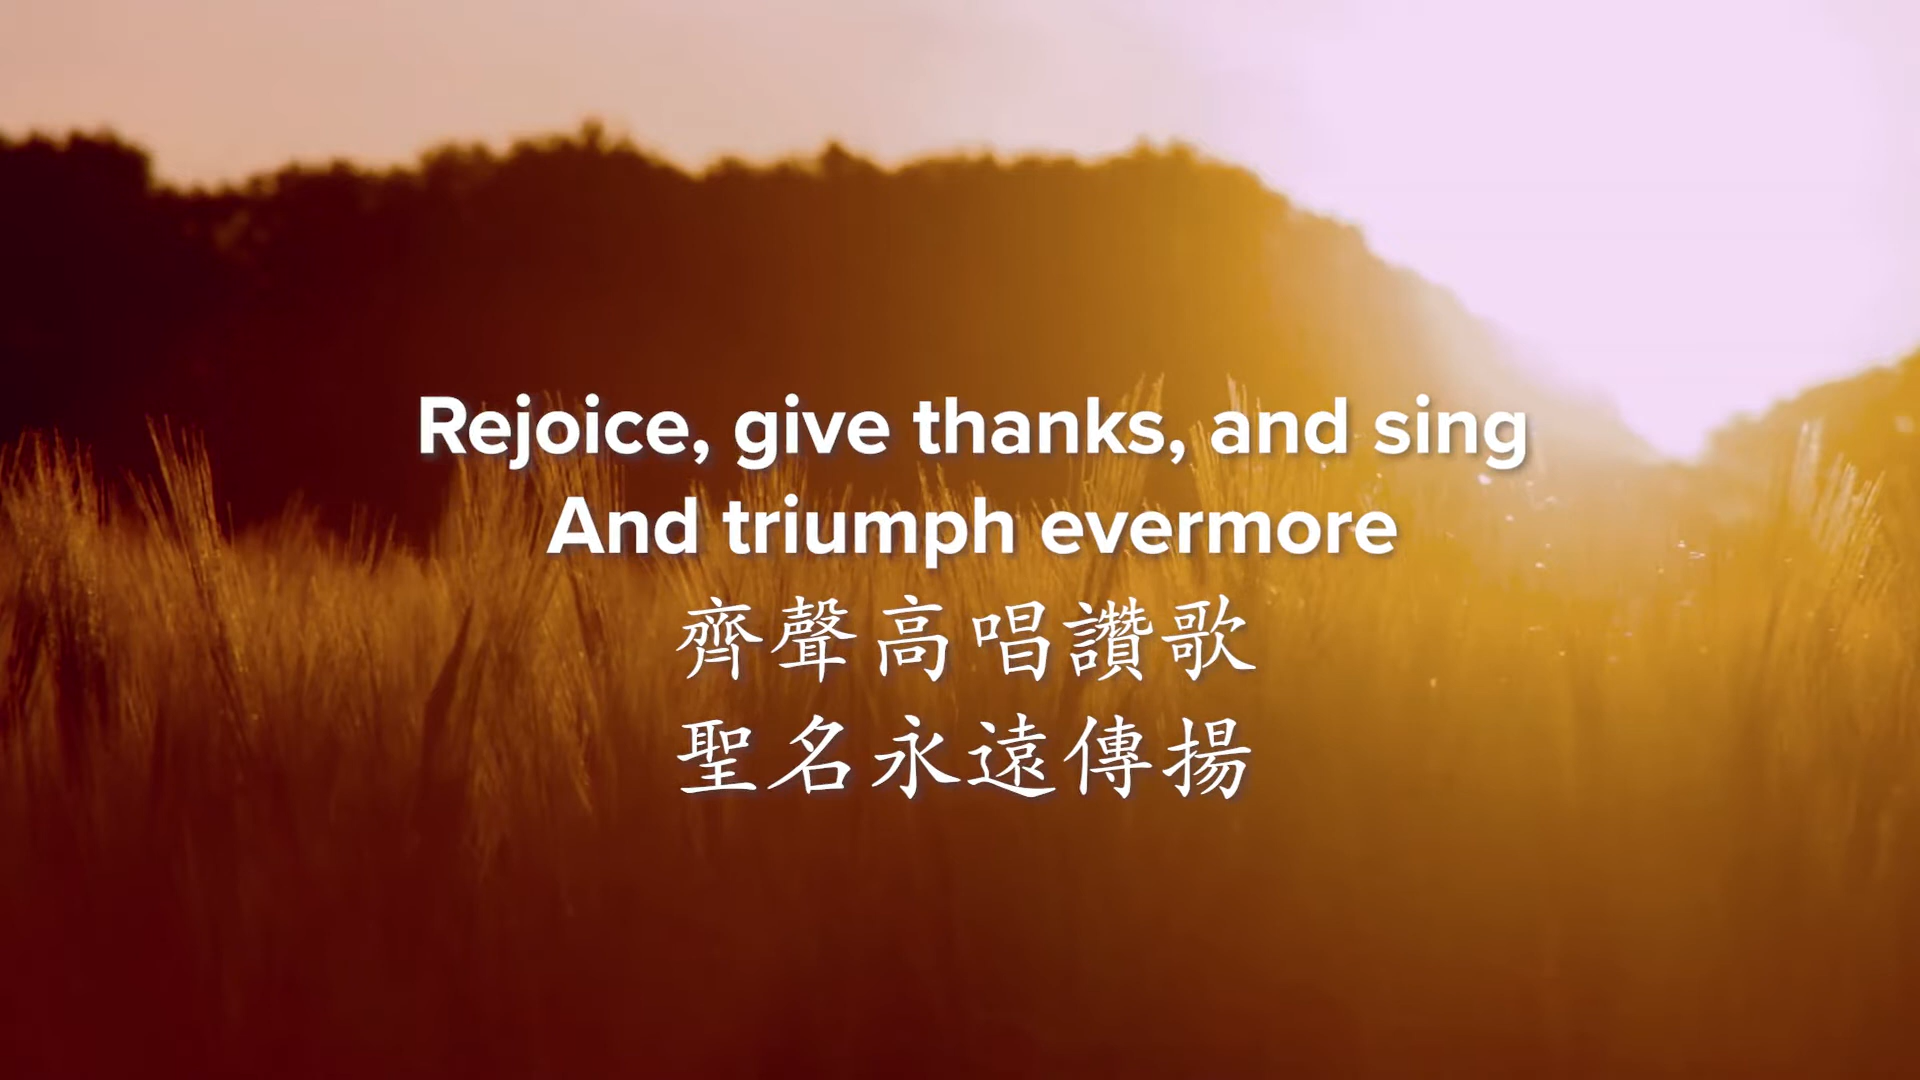 Rejoice, give thanks, and sing
And triumph evermore
齊聲高唱讚歌
聖名永遠傳揚